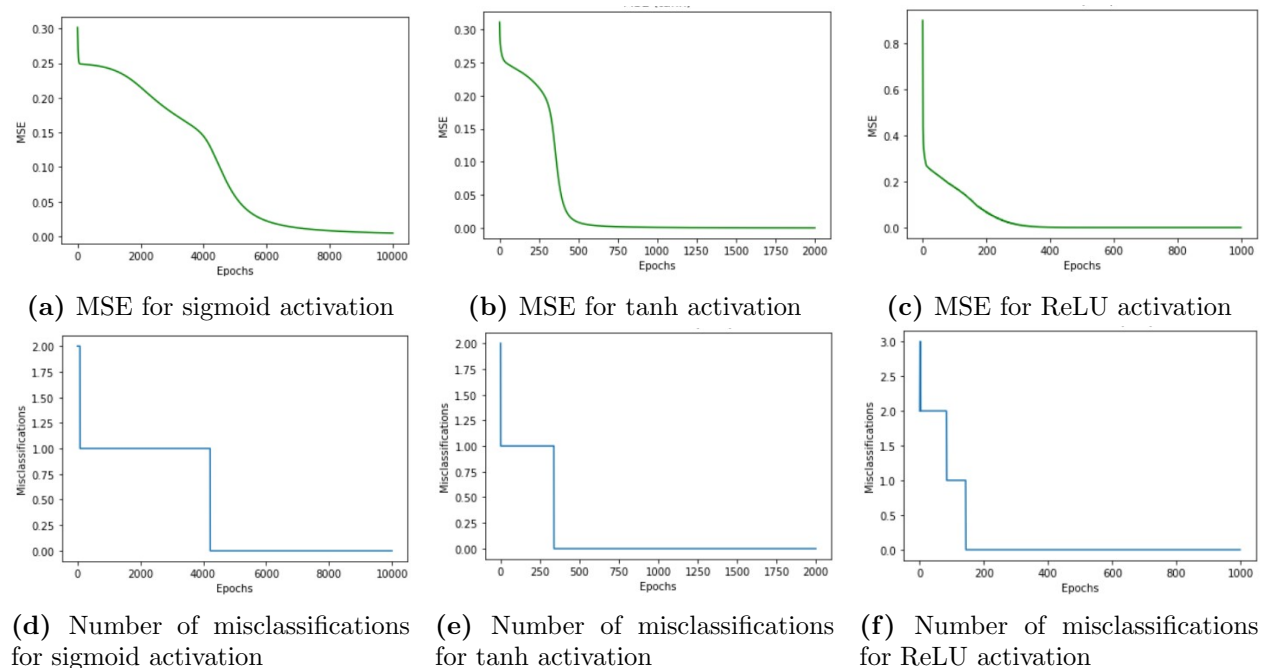 0.30
0.25
0.20
0.15
0.10
0.05
0.00
MSE
0 2000 4000 6000 8000 10000
Epochs
(a) MSE for sigmoid activation
0.30
0.25
0.20
0.15
0.10
0.05
0.00
MSE
0 250 500 750 1000 1250 1500 1750 2000
Epochs
(b) MSE for tanh activation
0.8
0.6
0.4
0.2
0.0
MSE
0 200 400 600 800 1000
Epochs
(c) MSE for ReLU activation
2.00
1.75
1.50
1.25
1.00
0.75
0.50
0.25
0.00
Misclassifications
0 2000 4000 6000 8000 10000
Epochs
(d) Number of misclassifications
for sigmoid activation
2.00
1.75
1.50
1.25
1.00
0.75
0.50
0.25
0.00
Misclassifications
0 250 500 750 1000 1250 1500 1750 2000
Epochs
(e) Number of misclassifications
for tanh activation
3.0
2.5
2.0
1.5
1.0
0.5
0.0
Misclassifications
0 200 400 600 800 1000
Epochs
(f) Number of misclassifications
for ReLU activation